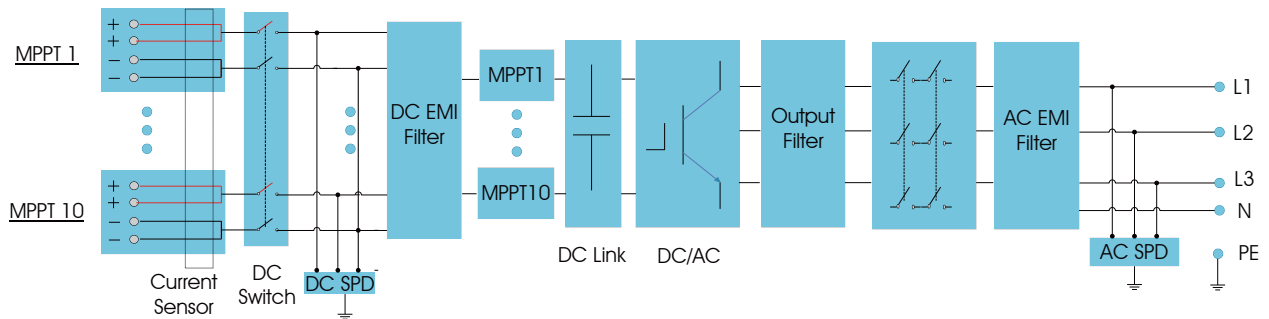 MPPT 1
+
+
−
−
MPPT 10
+
+
−
−
Current
Sensor
DC
Switch
DC SPD
DC EMI
Filter
MPPT1
MPPT10
DC Link
DC/AC
Output
Filter
AC EMI
Filter
AC SPD
L1
L2
L3
N
PE